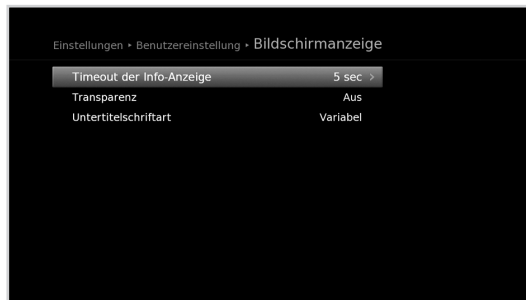 Einstellungen ‣ Benutzereinstellung ‣ Bildschirmanzeige
Timeout der Info-Anzeige 5 sec >
Transparenz Aus
Untertitelschriftart Variabel